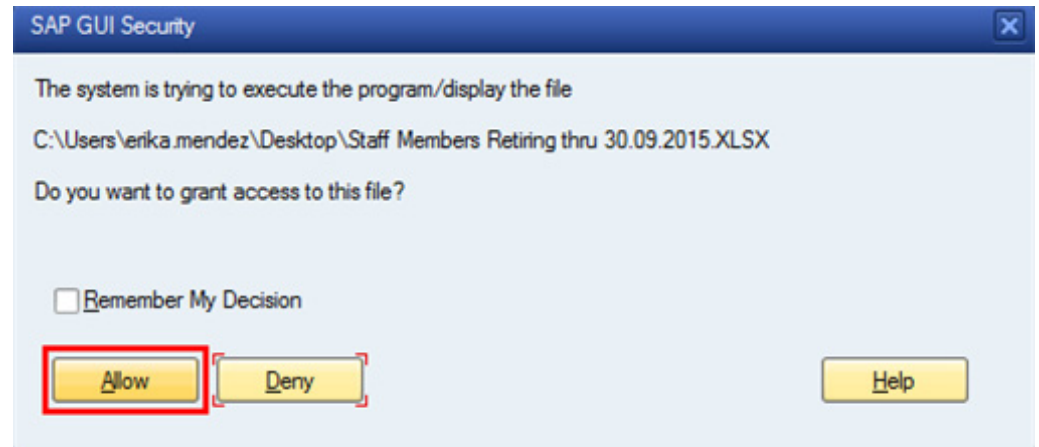 SAP GUI Security
The system is trying to execute the program/display the file
C:\Users\erika.mendez\Desktop\Staff Members Retiring thru 30.09.2015.XLSX
Do you want to grant access to this file?
Remember My Decision
Allow Deny Help